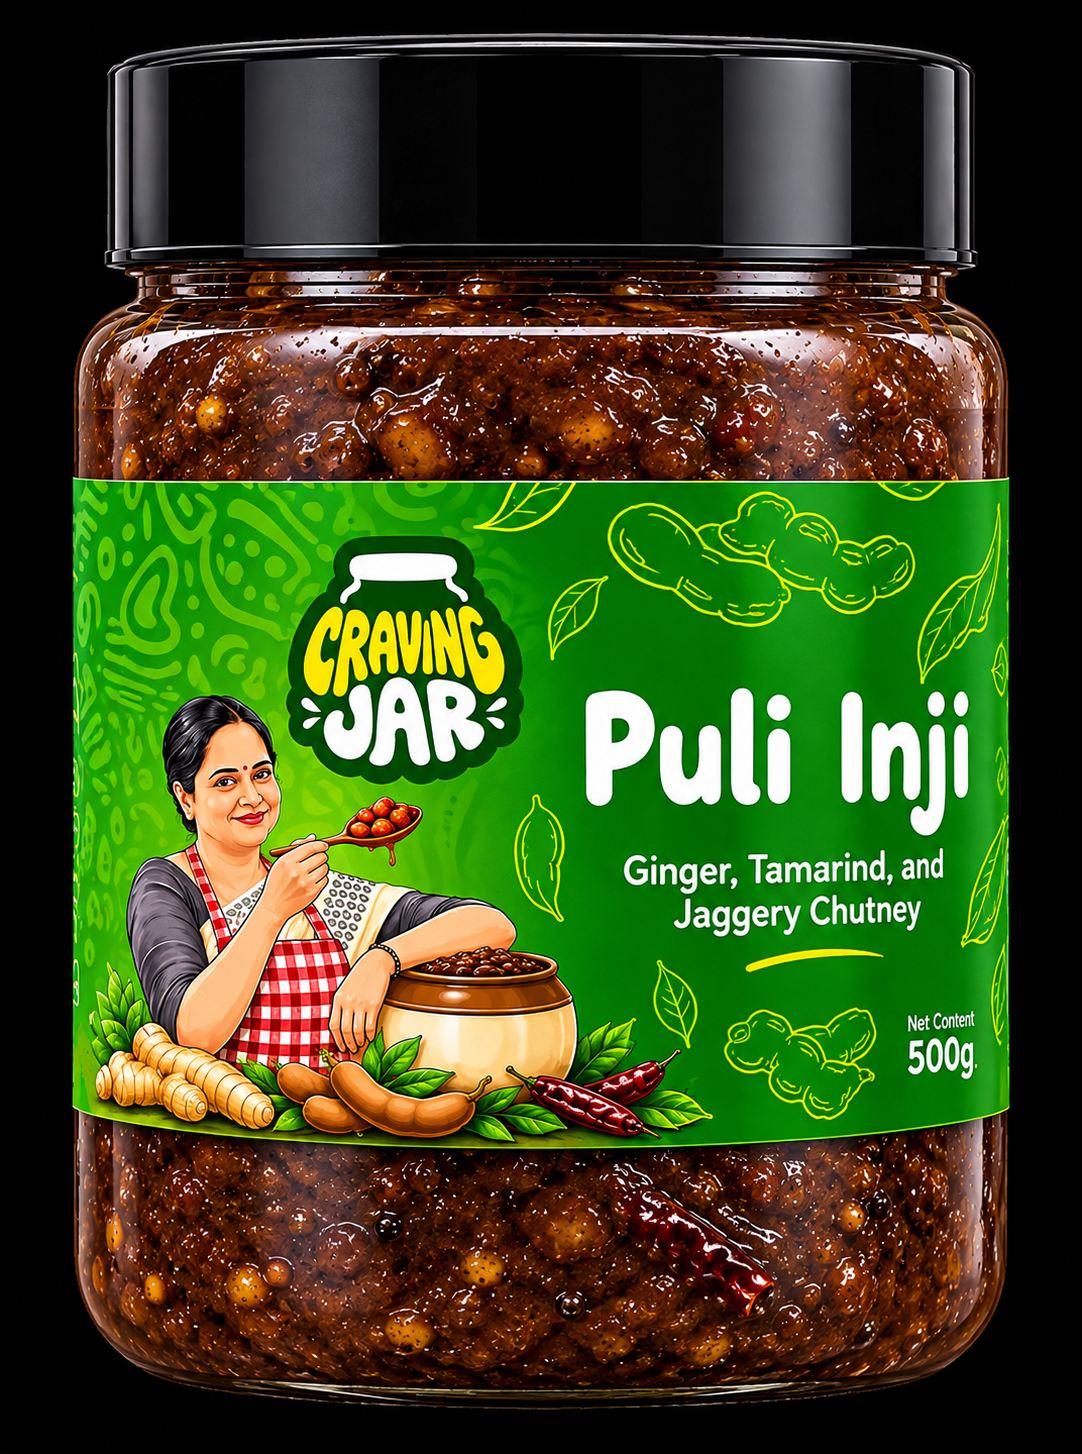 CRAVING
JAR
Puli Inji
Ginger, Tamarind, and
Jaggery Chutney
Net Content
500g.